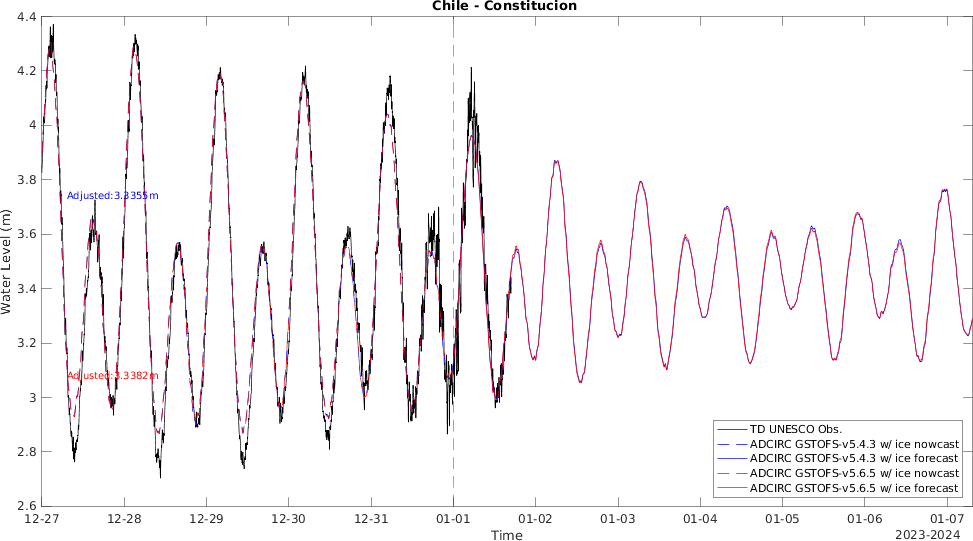 Chile - Constitucion
4.4
4.2
4
3.8
3.6
3.4
3.2
3
2.8
2.6
Water Level (m)
Adjusted:3.3355m
Adjusted:3.3382m
TD UNESCO Obs.
ADCIRC GSTOFS-v5.4.3 w/ ice nowcast
ADCIRC GSTOFS-v5.4.3 w/ ice forecast
ADCIRC GSTOFS-v5.6.5 w/ ice nowcast
ADCIRC GSTOFS-v5.6.5 w/ ice forecast
12-27 12-28 12-29 12-30 12-31 01-01 01-02 01-03 01-04 01-05 01-06 01-07
Time
2023-2024